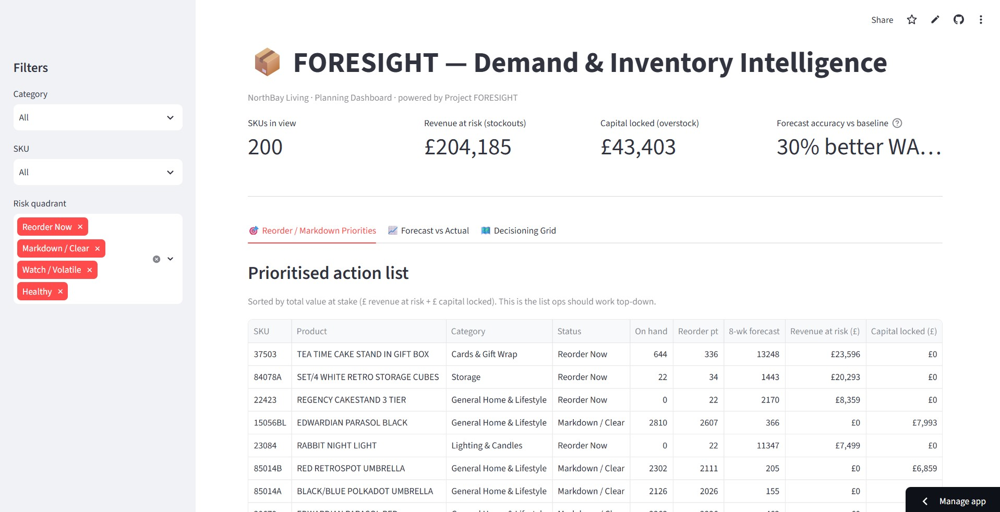 Share
Filters
Category
All
SKU
All
Risk quadrant
Reorder Now
Markdown / Clear
Watch / Volatile
Healthy
FORESIGHT — Demand & Inventory Intelligence
NorthBay Living · Planning Dashboard · powered by Project FORESIGHT
SKUs in view
200
Revenue at risk (stockouts)
£204,185
Capital locked (overstock)
£43,403
Forecast accuracy vs baseline
30% better WA…
Reorder / Markdown Priorities Forecast vs Actual Decisioning Grid
Prioritised action list
Sorted by total value at stake (£ revenue at risk + £ capital locked). This is the list ops should work top-down.
SKU Product Category Status On hand Reorder pt 8-wk forecast Revenue at risk (£) Capital locked (£)
37503 TEA TIME CAKE STAND IN GIFT BOX Cards & Gift Wrap Reorder Now 644 336 13248 £23,596 £0
84078A SET/4 WHITE RETRO STORAGE CUBES Storage Reorder Now 22 34 1443 £20,293 £0
22423 REGENCY CAKESTAND 3 TIER General Home & Lifestyle Reorder Now 0 22 2170 £8,359 £0
15056BL EDWARDIAN PARASOL BLACK General Home & Lifestyle Markdown / Clear 2810 2607 366 £0 £7,993
23084 RABBIT NIGHT LIGHT Lighting & Candles Reorder Now 0 22 11347 £7,499 £0
85014B RED RETROSPOT UMBRELLA General Home & Lifestyle Markdown / Clear 2302 2111 205 £0 £6,859
85014A BLACK/BLUE POLKADOT UMBRELLA General Home & Lifestyle Markdown / Clear 2126 2026 155 £0
Manage app